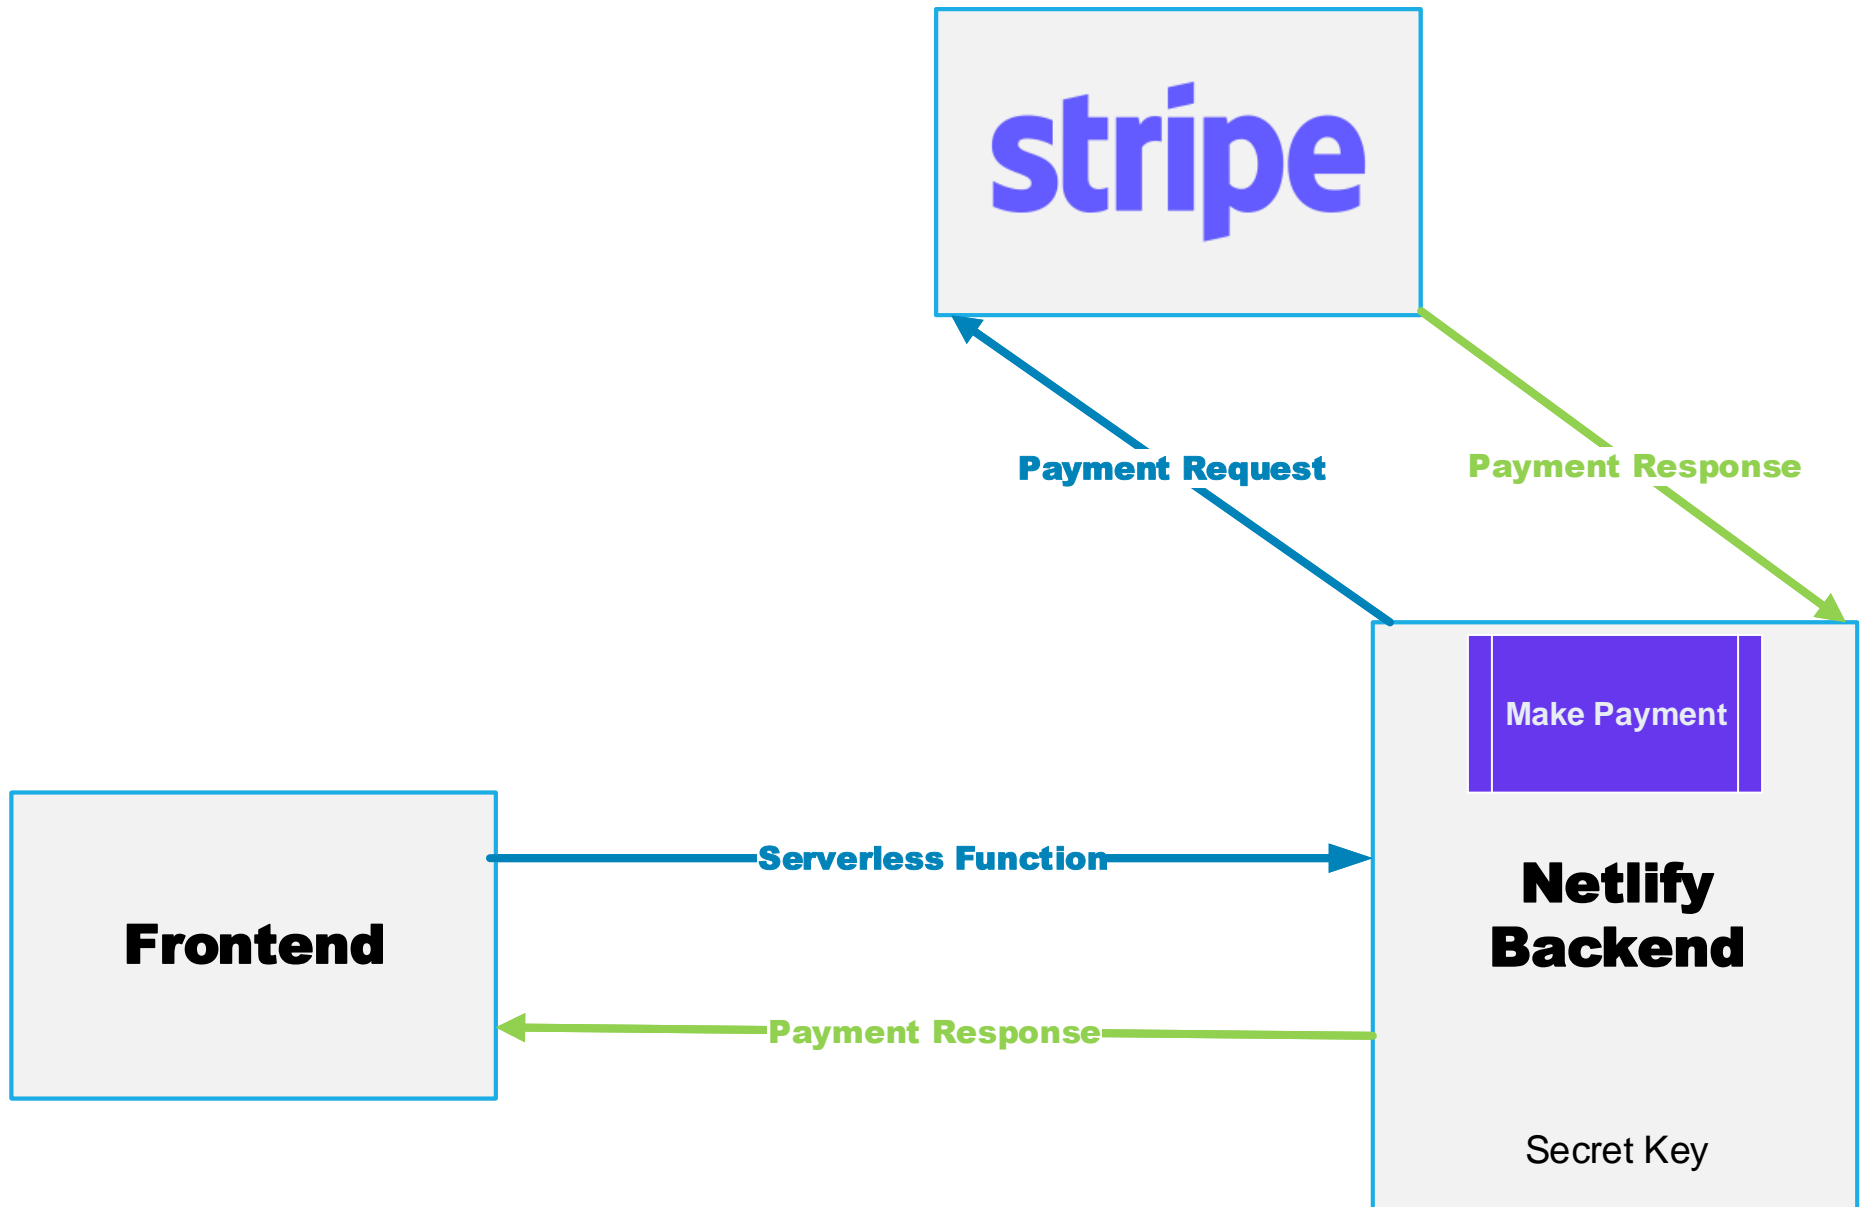 stripe
Payment Request
Payment Response
Make Payment
Serverless Function
Netlify
Backend
Frontend
Payment Response
Secret Key